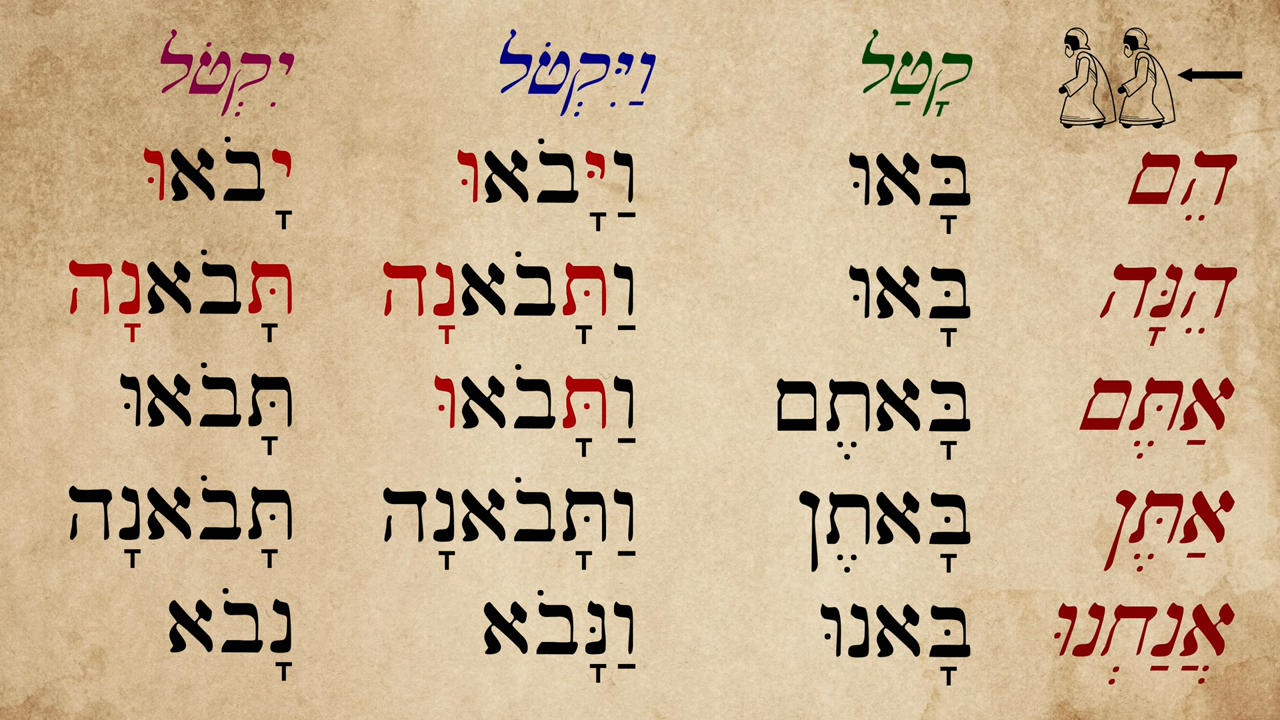 קָטַל וַיִּקְטֹל יִקְטֹל
הֵם בָּאוּ וַיָּבֹאוּ יָבֹאוּ
הֵנָּה בָּאוּ וַתָּבֹאנָה תָּבֹאנָה
אַתֶּם בָּאתֶם וַתָּבֹאוּ תָּבֹאוּ
אַתֶּן בָּאתֶן וַתָּבֹאנָה תָּבֹאנָה
אֲנַחְנוּ בָּאנוּ וַנָּבֹא נָבֹא